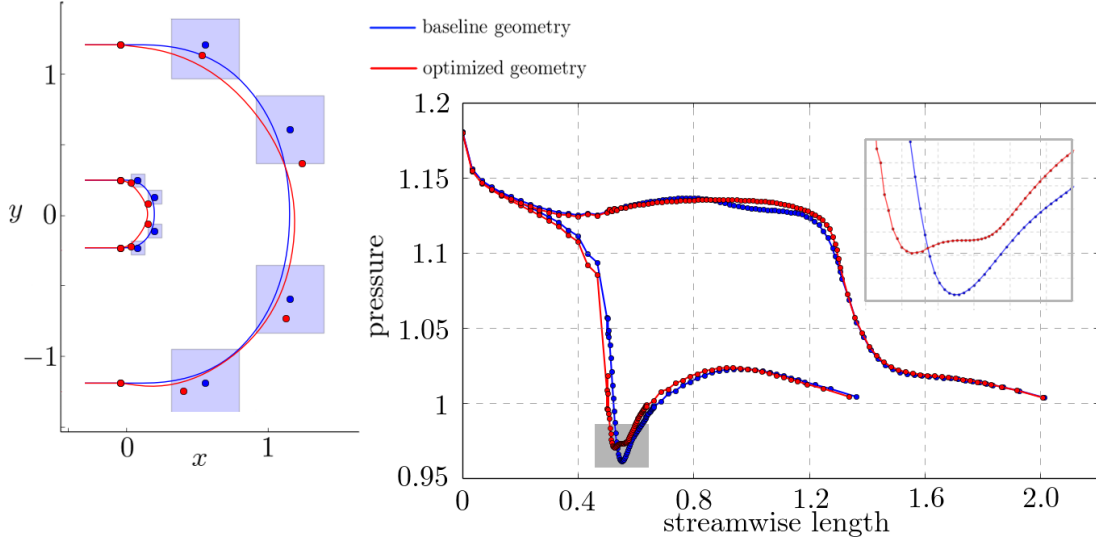 baseline geometry
optimized geometry
1
0
−1
y
0
1
x
1.2
1.15
1.1
1.05
1
0.95
pressure
0
0.4
0.8
1.2
1.6
2.0
streamwise length